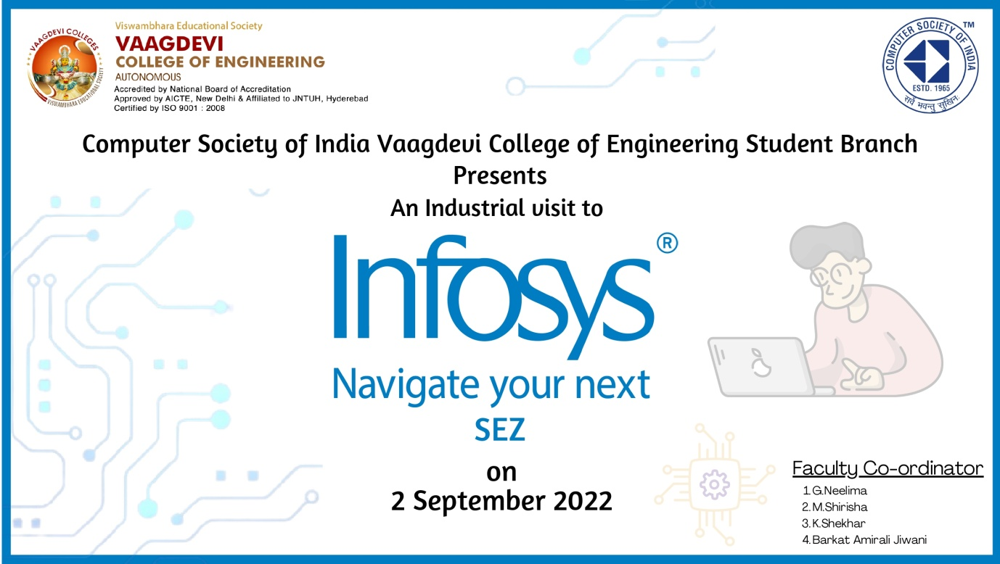 VAAGDEVI COLLEGES
VISWAMBHARA EDUCATIONAL SOCIETY
Viswambhara Educational Society
VAAGDEVI
COLLEGE OF ENGINEERING
AUTONOMOUS
Accredited by National Board of Accreditation
Approved by AICTE, New Delhi & Affiliated to JNTUH, Hyderebad
Certified by ISO 9001 : 2008
COMPUTER SOCIETY OF INDIA
TM
ESTD. 1965
सर्वे भवन्तु सुखिनः
Computer Society of India Vaagdevi College of Engineering Student Branch
Presents
An Industrial visit to
Infosys®
Navigate your next
SEZ
on
2 September 2022
Faculty Co-ordinator
1. G.Neelima
2. M.Shirisha
3. K.Shekhar
4. Barkat Amirali Jiwani